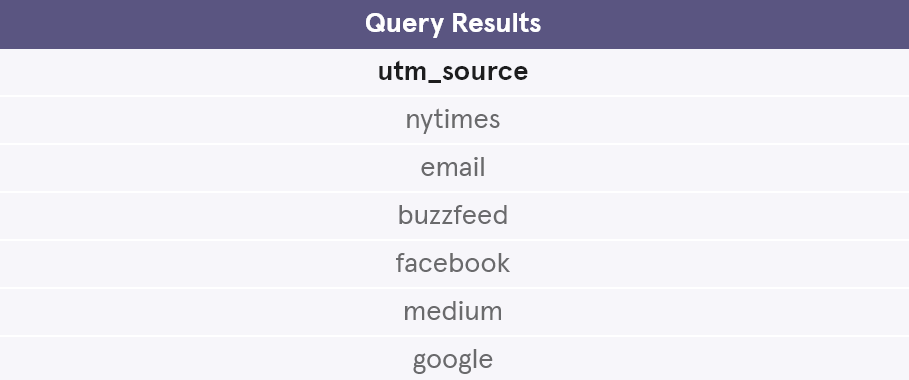 Query Results
utm_source
nytimes
email
buzzfeed
facebook
medium
google